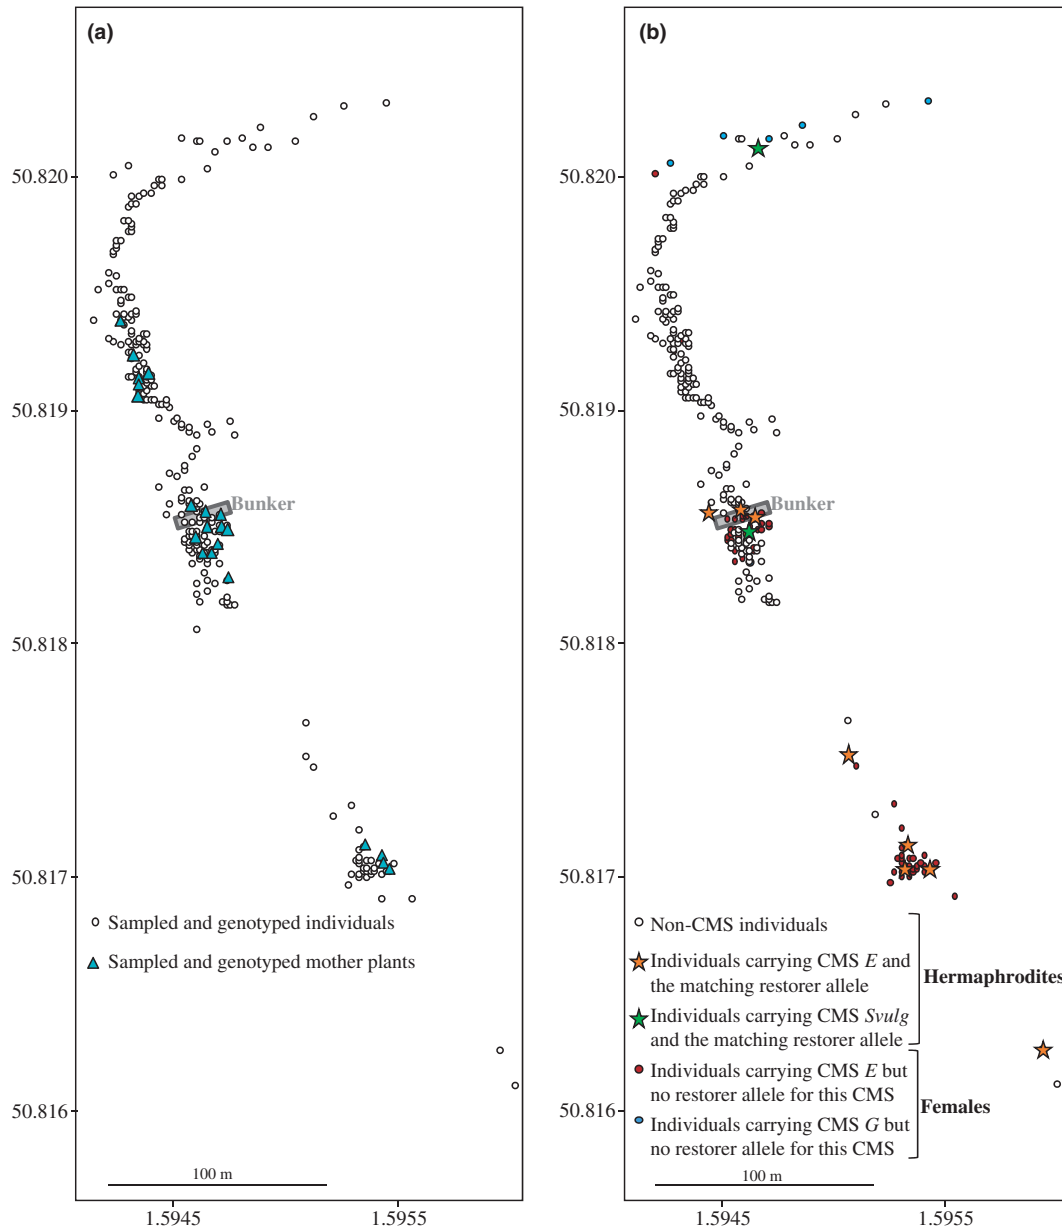 (a)
50.820
50.819
50.818
50.817
50.816
Bunker
Sampled and genotyped individuals
Sampled and genotyped mother plants
100 m
1.5945
1.5955
(b)
50.820
50.819
50.818
50.817
50.816
Bunker
Non-CMS individuals
Individuals carrying CMS E and
the matching restorer allele
Individuals carrying CMS Svulg
and the matching restorer allele
Hermaphrodites
Individuals carrying CMS E but
no restorer allele for this CMS
Individuals carrying CMS G but
no restorer allele for this CMS
Females
100 m
1.5945
1.5955